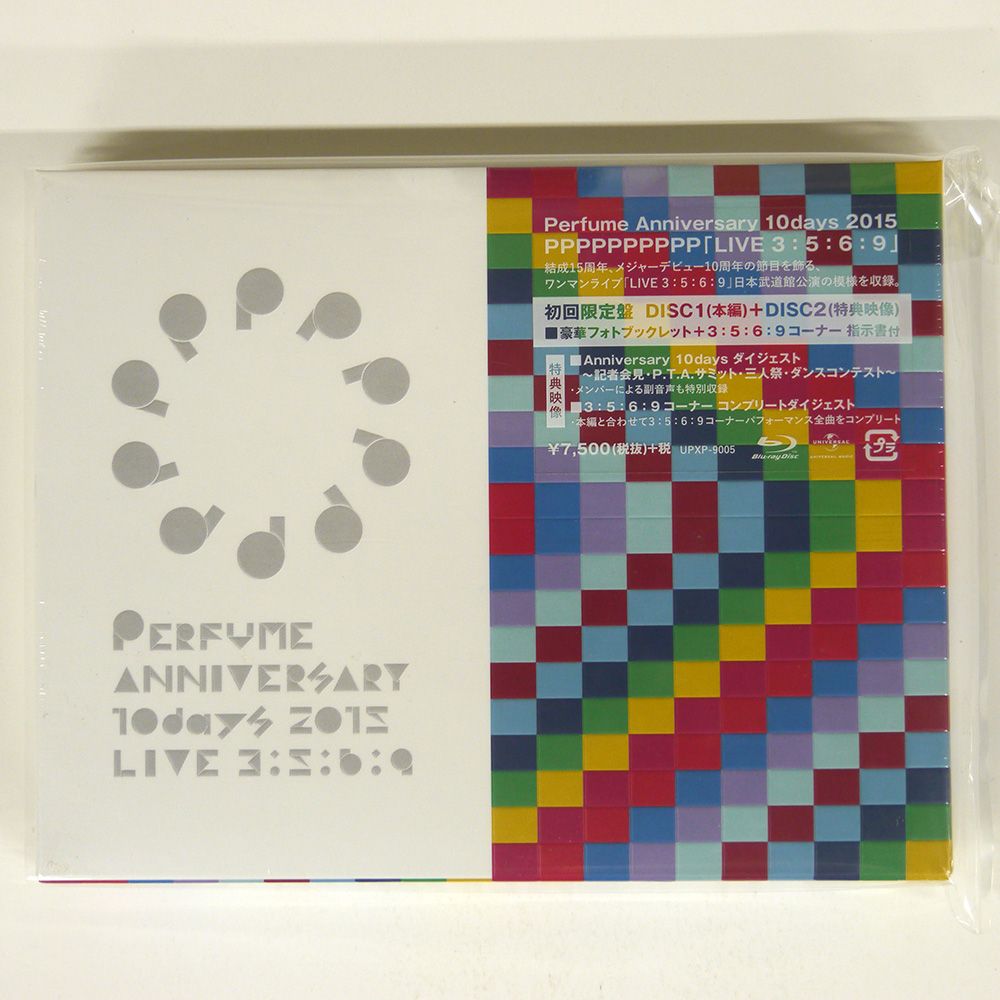 PERFUME
ANNIVERSARY
10days 2015
LIVE 3:5:6:9
Perfume Anniversary 10days 2015
PPPPPPPPPP「LIVE 3:5:6:9」
結成15周年、メジャーデビュー10周年の節目を飾る、
ワンマンライブ「LIVE 3:5:6:9」日本武道館公演の模様を収録。
初回限定盤 DISC1(本編)+DISC2(特典映像)
■豪華フォトブックレット+3:5:6:9コーナー 指示書付
特典映像
■Anniversary 10days ダイジェスト
〜記者会見・P.T.A.サミット・三人祭・ダンスコンテスト〜
・メンバーによる副音声も特別収録
■3:5:6:9コーナー コンプリートダイジェスト
・本編と合わせて3:5:6:9コーナーパフォーマンス全曲をコンプリート
¥7,500(税抜)+税 UPXP-9005
Blu-ray Disc
UNIVERSAL
UNIVERSAL MUSIC
プラ